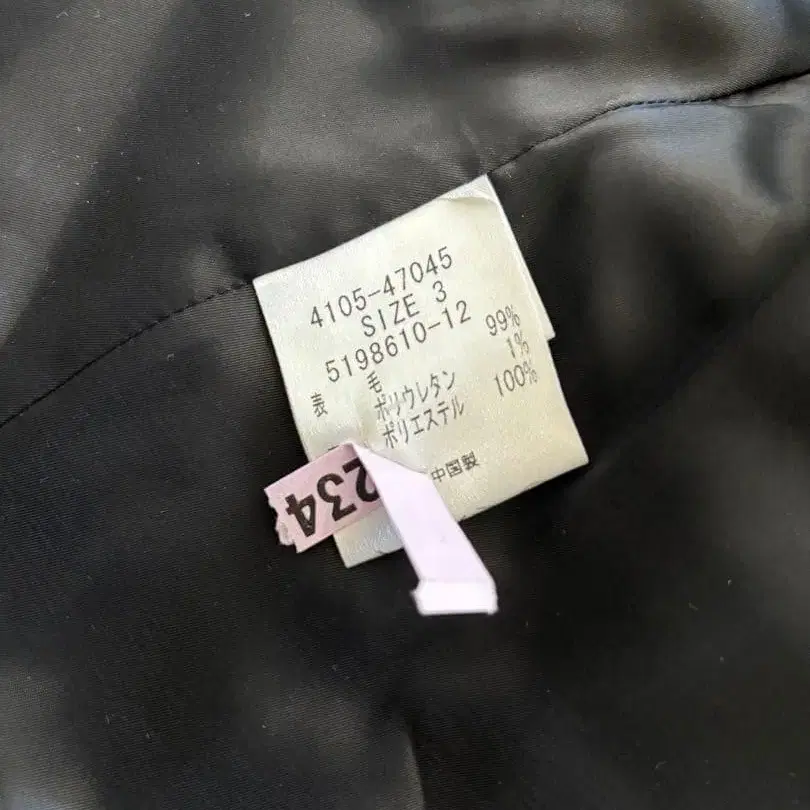 4105-47045
SIZE 3
5198610-12
表 毛 99%
ポリウレタン 1%
ポリエステル 100%
中国製
234